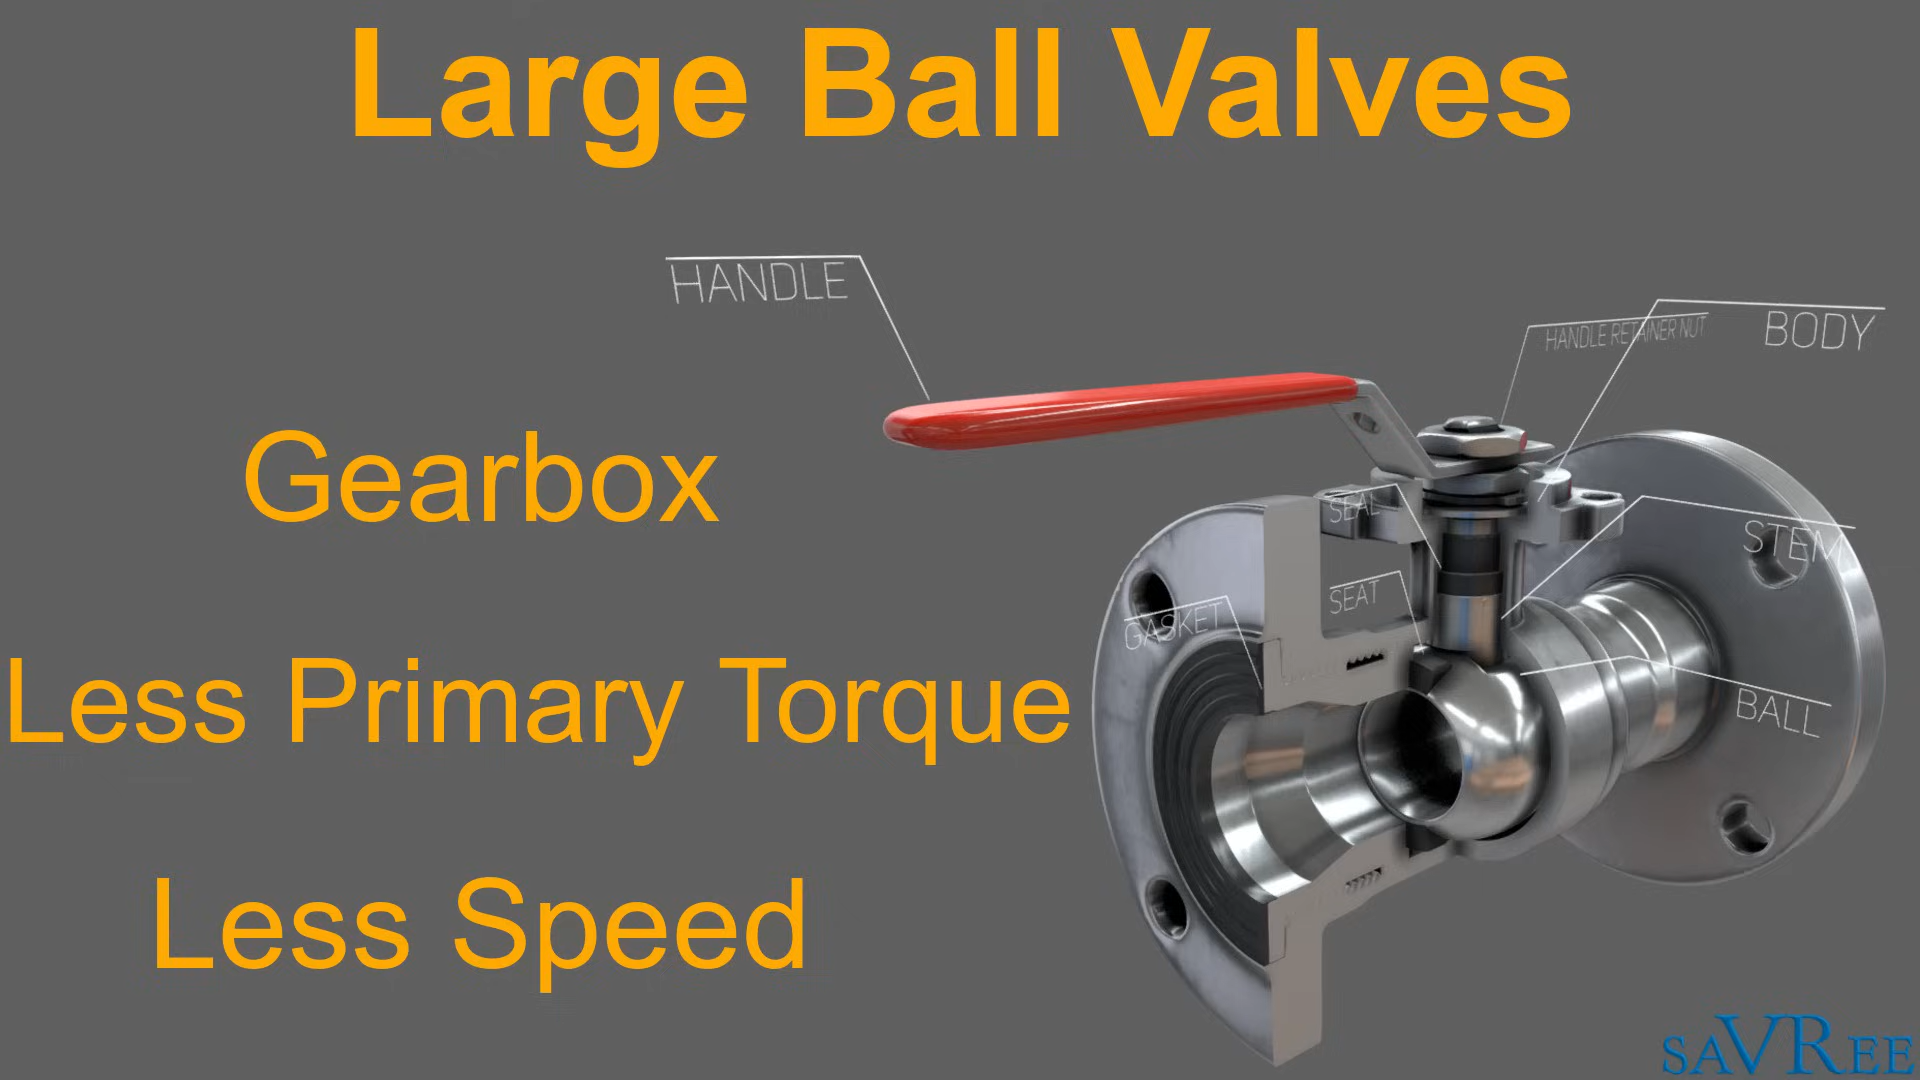 Large Ball Valves
HANDLE
HANDLE RETAINER NUT
BODY
Gearbox
SEAL
STEM
SEAT
GASKET
Less Primary Torque
BALL
Less Speed
saVRee